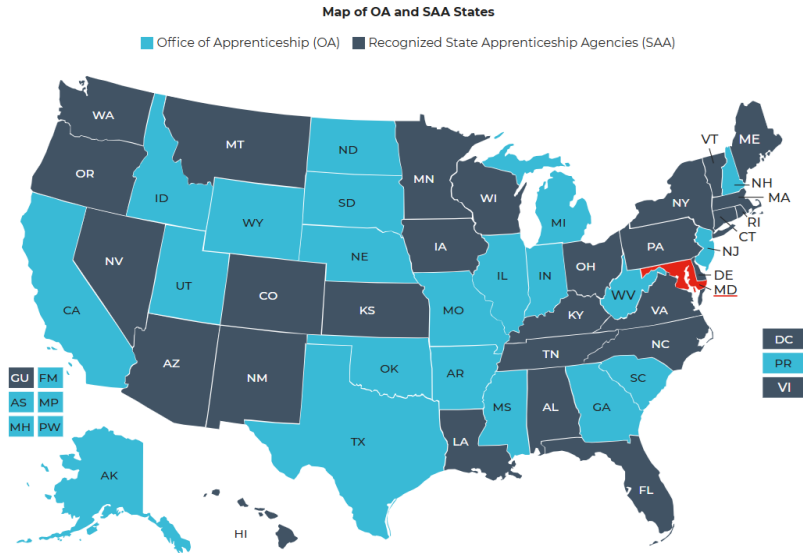 Map of OA and SAA States
Office of Apprenticeship (OA) Recognized State Apprenticeship Agencies (SAA)
WA
MT
ND
MN
VT
ME
OR
ID
SD
WI
MI
NY
NH
MA
WY
RI
CT
IA
PA
NJ
NV
NE
IL
IN
OH
DE
MD
UT
CO
WV
CA
KS
MO
KY
VA
DC
NC
TN
AZ
NM
OK
AR
PR
GU FM
SC
VI
AS MP
MS
AL
GA
MH PW
TX
LA
AK
FL
HI